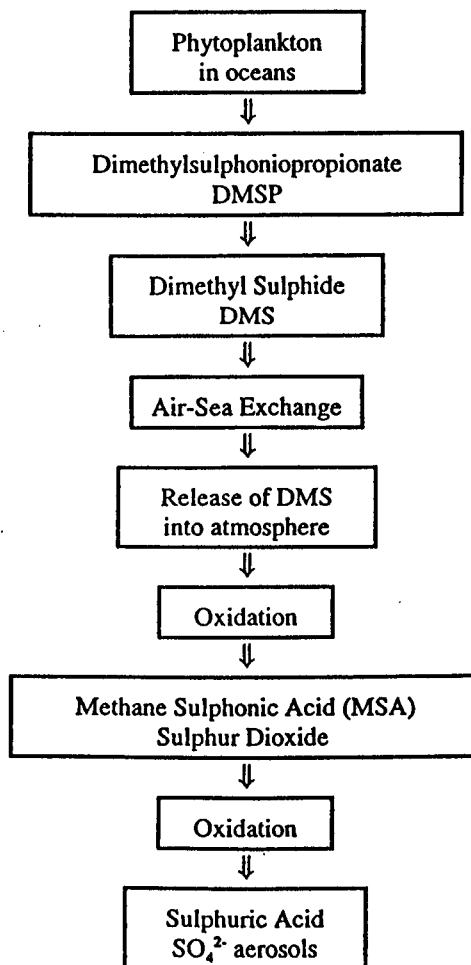 Phytoplankton
in oceans
⇓
Dimethylsulphoniopropionate
DMSP
⇓
Dimethyl Sulphide
DMS
⇓
Air-Sea Exchange
⇓
Release of DMS
into atmosphere
⇓
Oxidation
⇓
Methane Sulphonic Acid (MSA)
Sulphur Dioxide
⇓
Oxidation
⇓
Sulphuric Acid
SO₄²⁻ aerosols